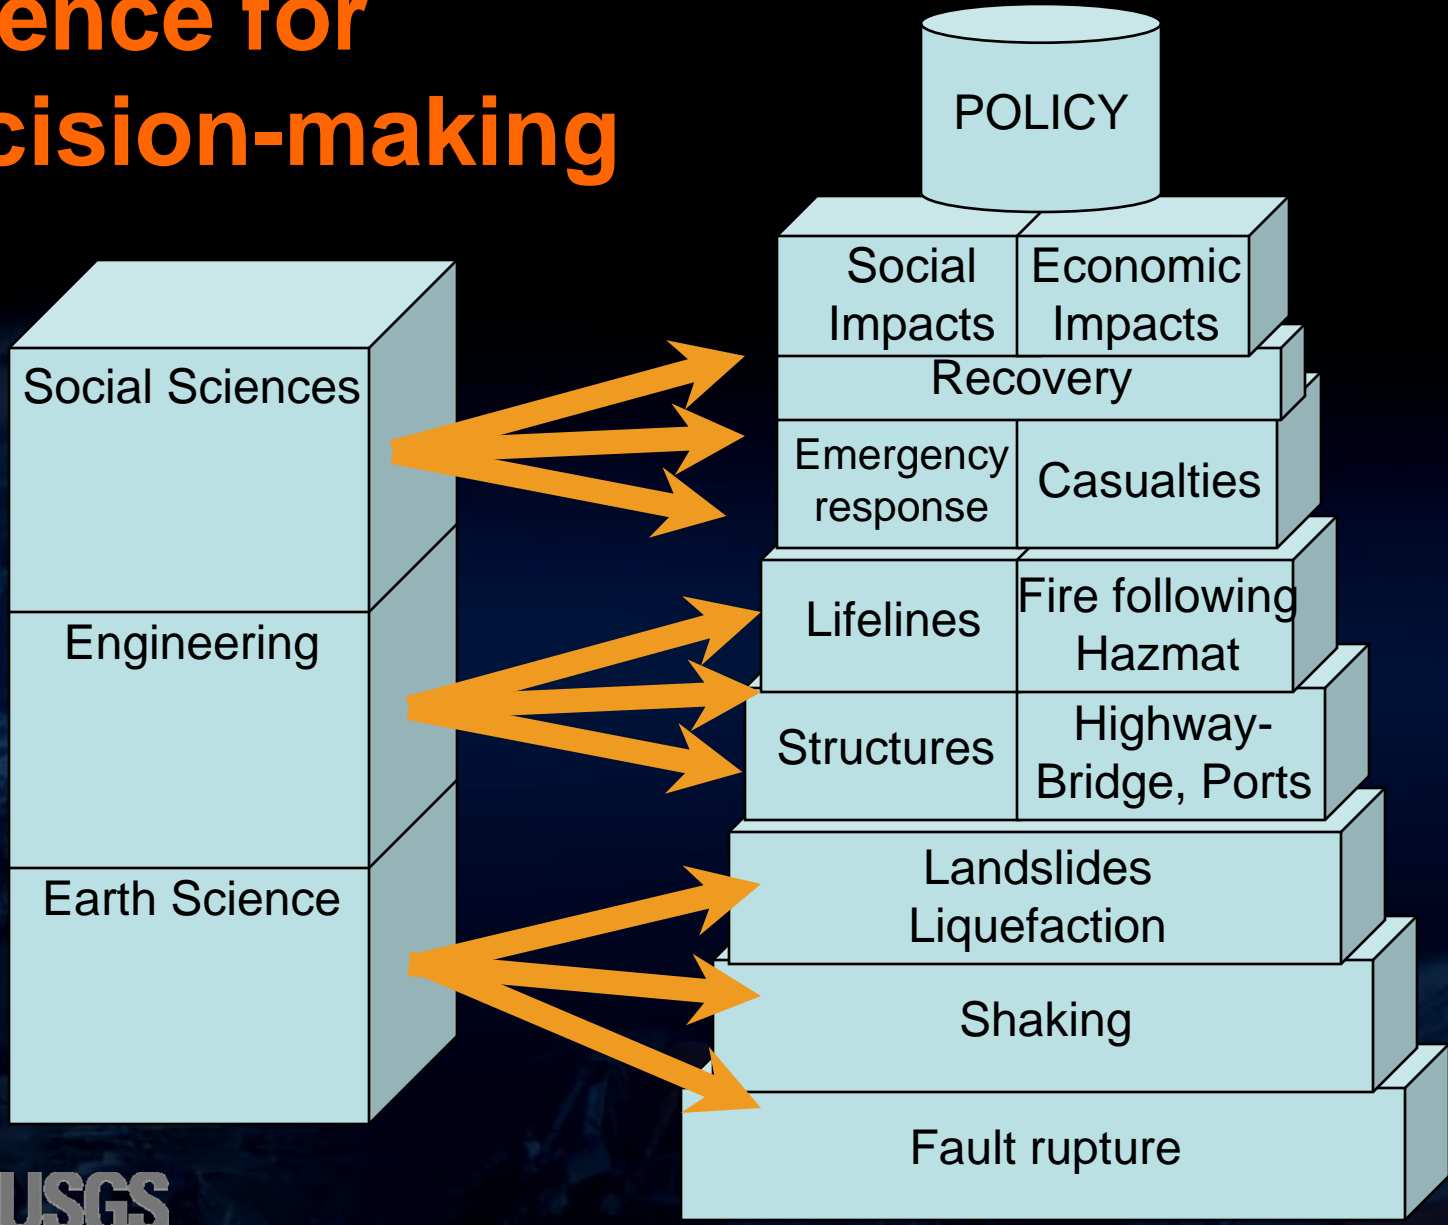 ence for
cision-making
POLICY
Social
Impacts
Economic
Impacts
Recovery
Emergency
response
Casualties
Lifelines
Fire following
Hazmat
Structures
Highway-
Bridge, Ports
Landslides
Liquefaction
Shaking
Fault rupture
Social Sciences
Engineering
Earth Science
USGS